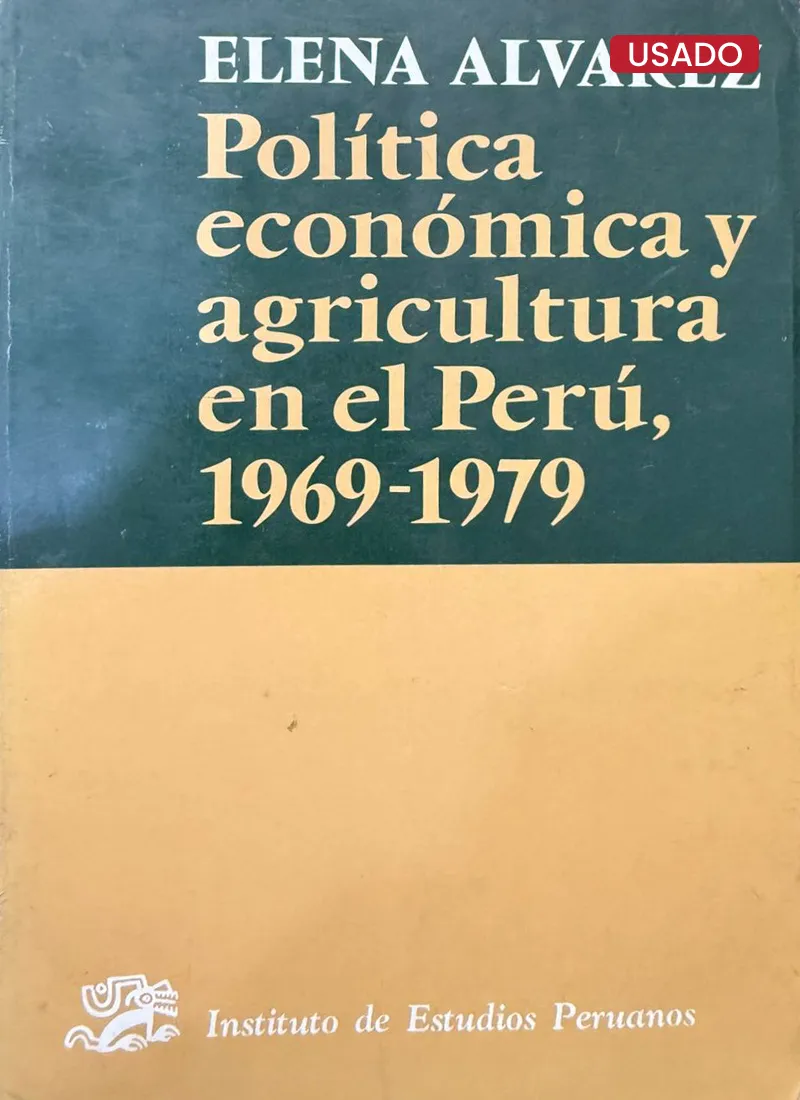 ELENA ALVAREZ
USADO
Política
económica y
agricultura
en el Perú,
1969-1979
Instituto de Estudios Peruanos